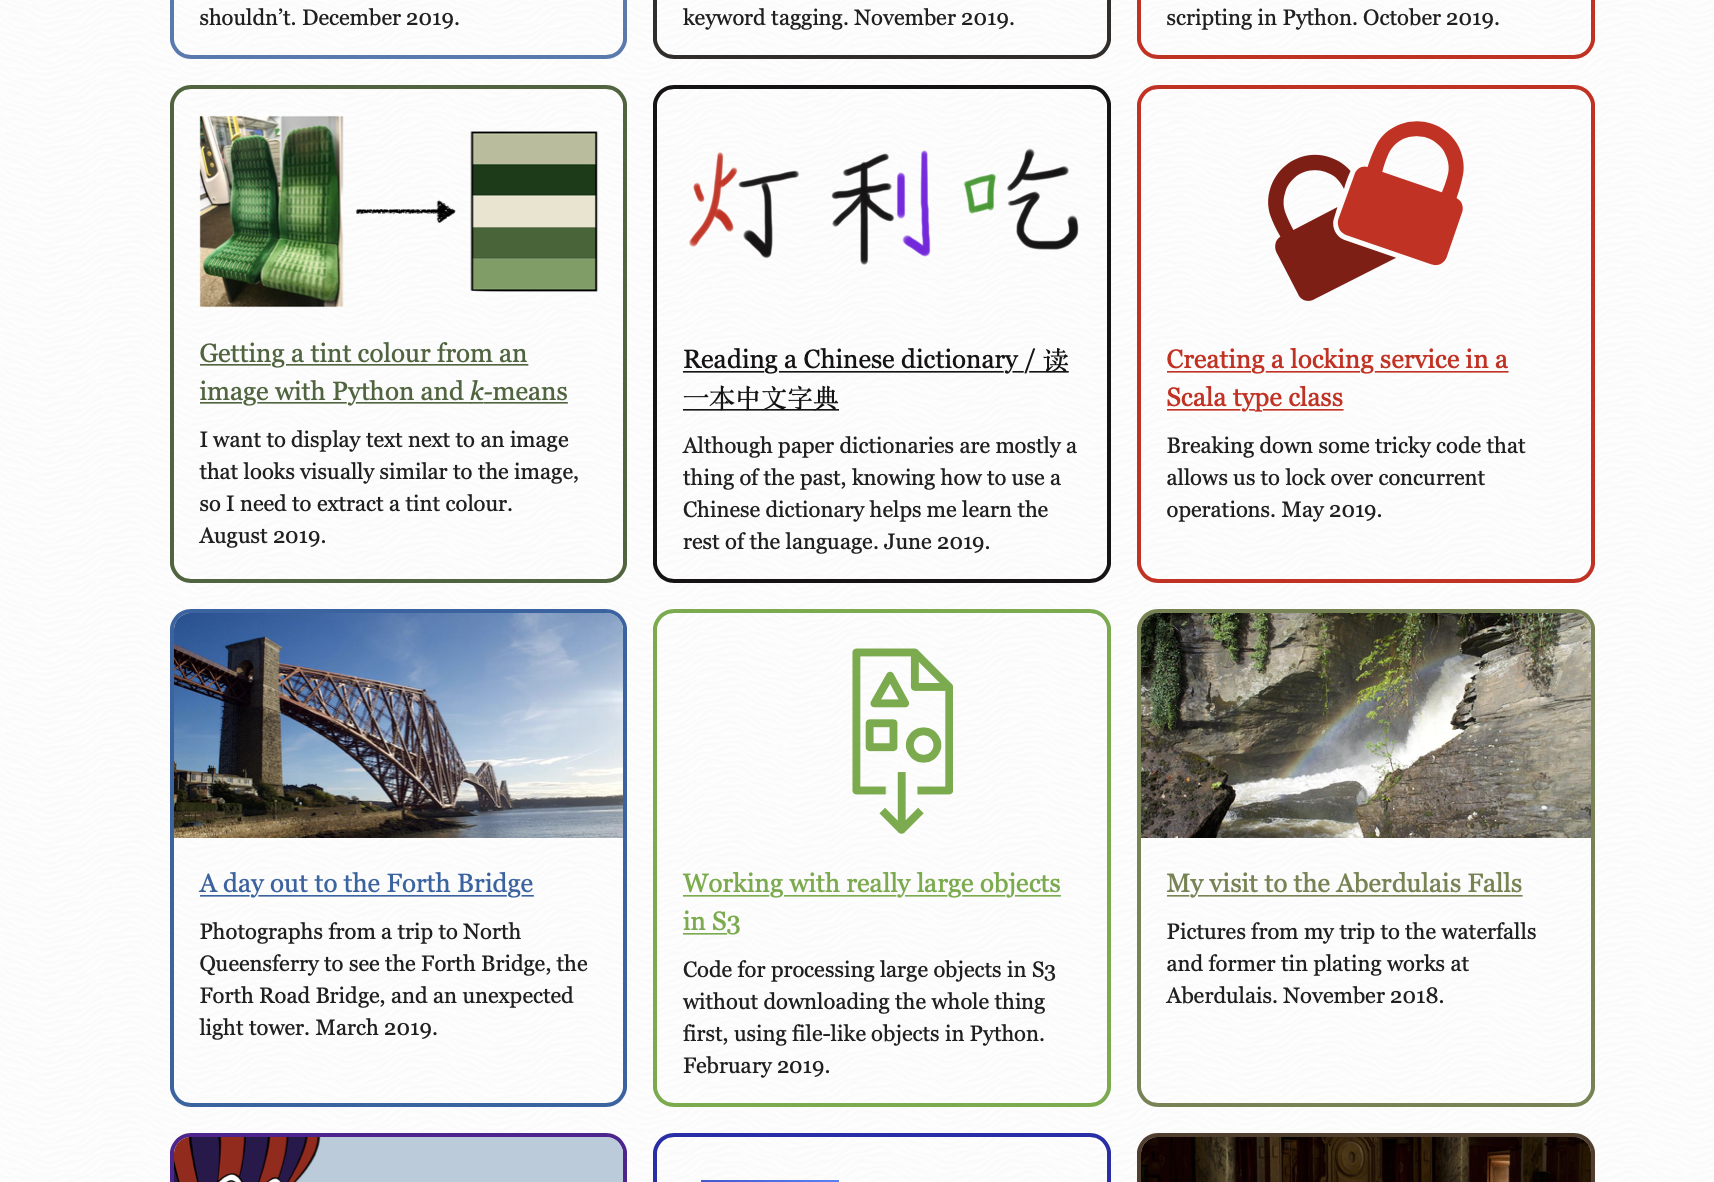 shouldn’t. December 2019.
keyword tagging. November 2019.
scripting in Python. October 2019.
Getting a tint colour from an
image with Python and k-means
I want to display text next to an image
that looks visually similar to the image,
so I need to extract a tint colour.
August 2019.
灯利吃
Reading a Chinese dictionary / 读
一本中文字典
Although paper dictionaries are mostly a
thing of the past, knowing how to use a
Chinese dictionary helps me learn the
rest of the language. June 2019.
Creating a locking service in a
Scala type class
Breaking down some tricky code that
allows us to lock over concurrent
operations. May 2019.
A day out to the Forth Bridge
Photographs from a trip to North
Queensferry to see the Forth Bridge, the
Forth Road Bridge, and an unexpected
light tower. March 2019.
Working with really large objects
in S3
Code for processing large objects in S3
without downloading the whole thing
first, using file-like objects in Python.
February 2019.
My visit to the Aberdulais Falls
Pictures from my trip to the waterfalls
and former tin plating works at
Aberdulais. November 2018.